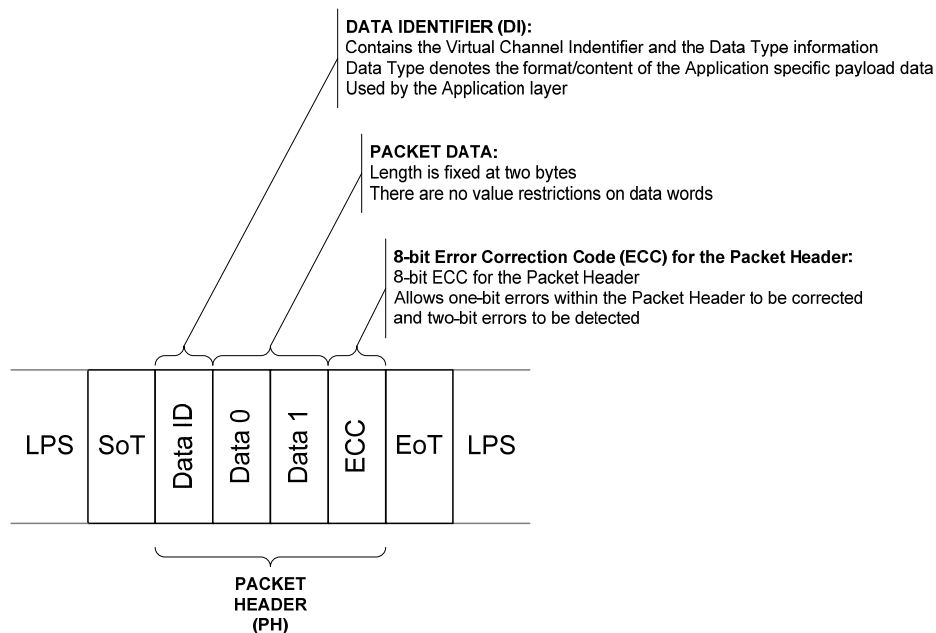 DATA IDENTIFIER (DI):
Contains the Virtual Channel Indentifier and the Data Type information
Data Type denotes the format/content of the Application specific payload data
Used by the Application layer
PACKET DATA:
Length is fixed at two bytes
There are no value restrictions on data words
8-bit Error Correction Code (ECC) for the Packet Header:
8-bit ECC for the Packet Header
Allows one-bit errors within the Packet Header to be corrected
and two-bit errors to be detected
LPS
SoT
Data ID
Data 0
Data 1
ECC
EoT
LPS
PACKET
HEADER
(PH)